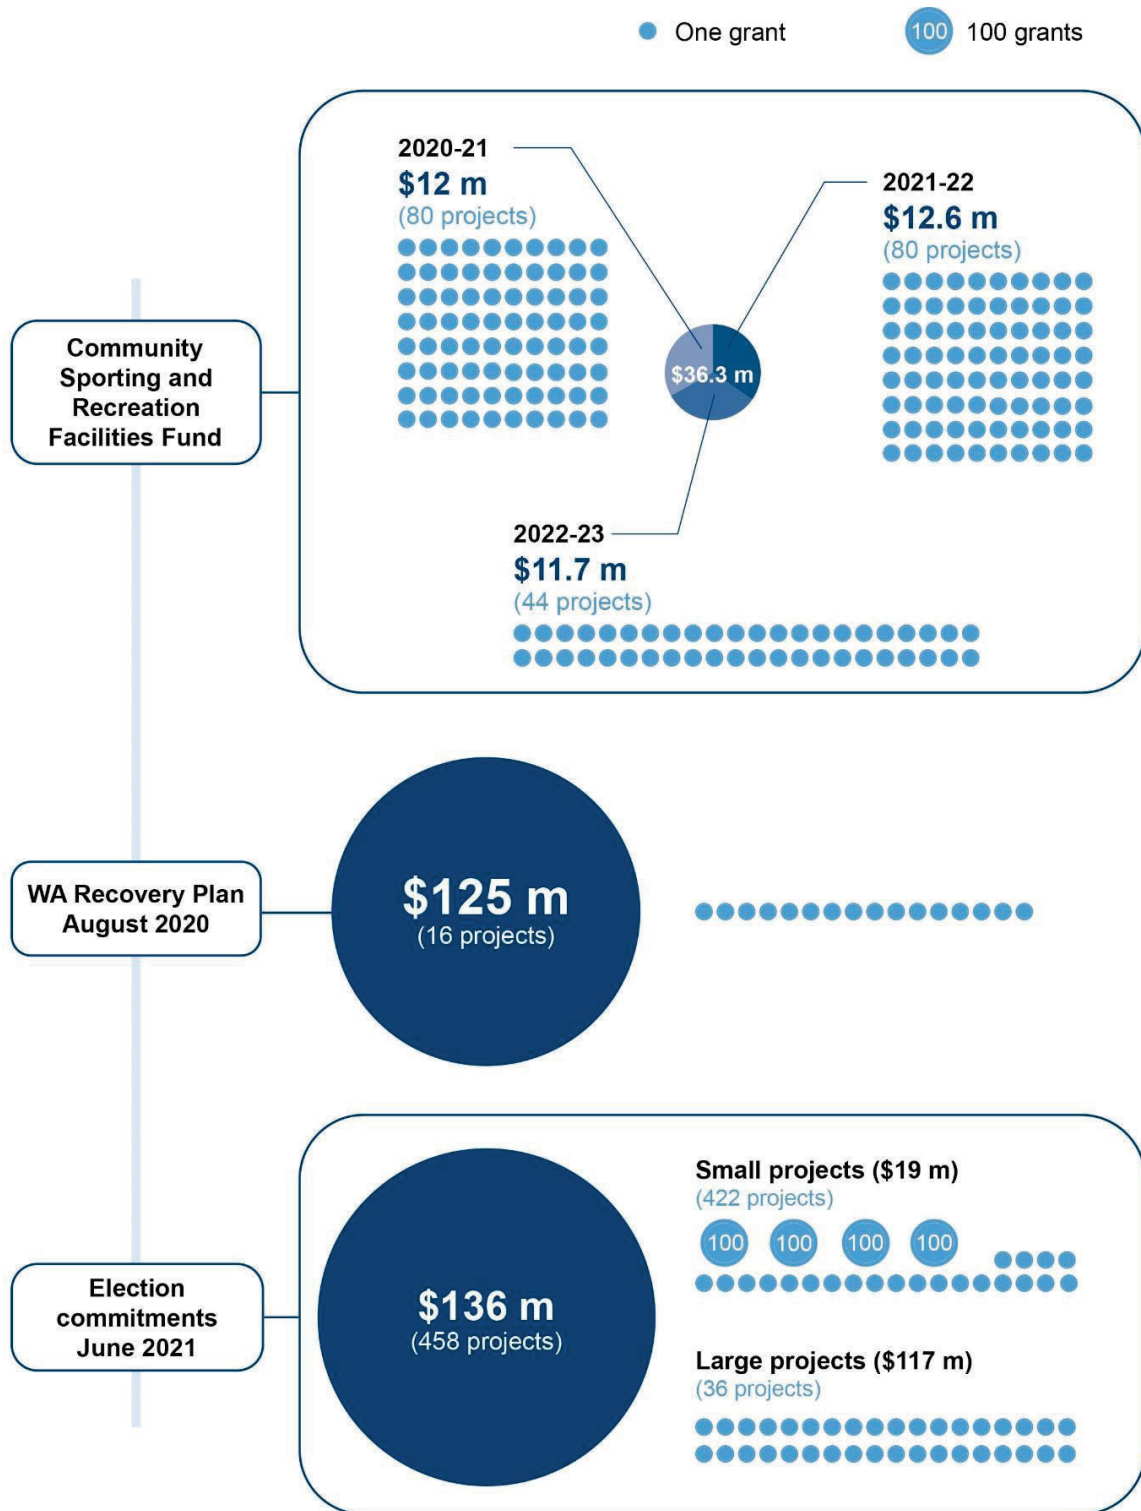 One grant
100
100 grants
2020-21
$12 m
(80 projects)
2021-22
$12.6 m
(80 projects)
Community
Sporting and
Recreation
Facilities Fund
$36.3 m
2022-23
$11.7 m
(44 projects)
WA Recovery Plan
August 2020
$125 m
(16 projects)
Election
commitments
June 2021
$136 m
(458 projects)
Small projects ($19 m)
(422 projects)
100 100 100 100
Large projects ($117 m)
(36 projects)